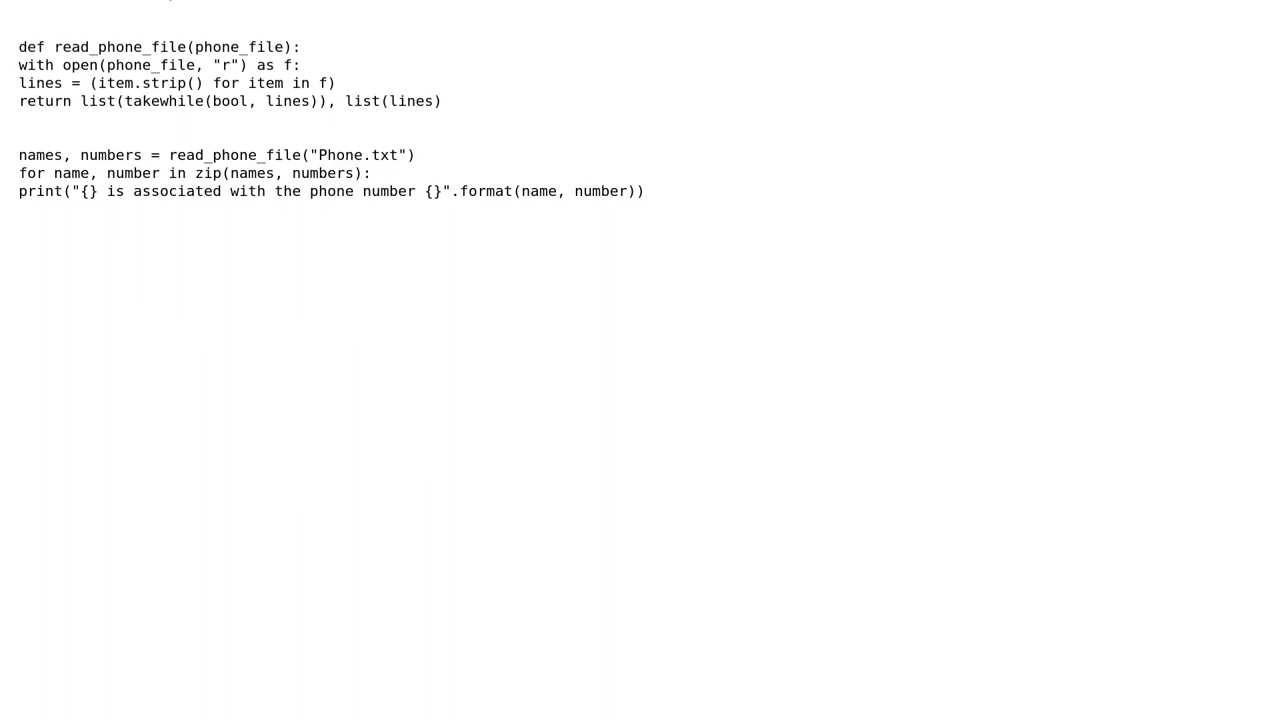 def read_phone_file(phone_file):
with open(phone_file, "r") as f:
lines = (item.strip() for item in f)
return list(takewhile(bool, lines)), list(lines)
names, numbers = read_phone_file("Phone.txt")
for name, number in zip(names, numbers):
print("{} is associated with the phone number {}".format(name, number))